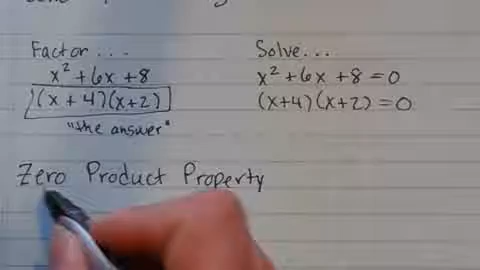 Factor . . .
x² + 6x + 8
(x + 4)(x + 2)
"the answer"
Solve . . .
x² + 6x + 8 = 0
(x+4)(x+2) = 0
Zero Product Property